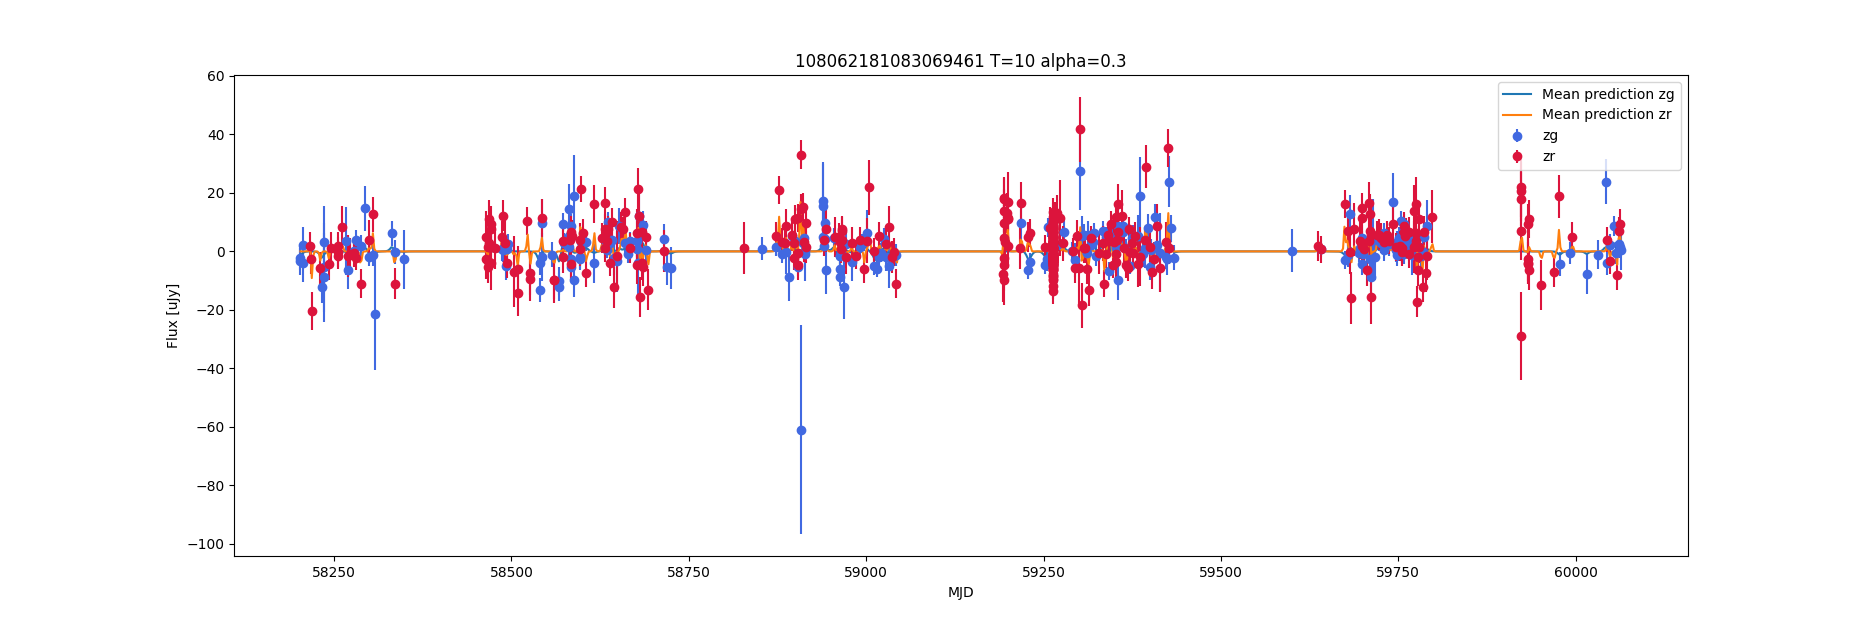 108062181083069461 T=10 alpha=0.3
60
40
20
0
−20
−40
−60
−80
−100
Flux [uJy]
58250
58500
58750
59000
59250
59500
59750
60000
MJD
Mean prediction zg
Mean prediction zr
zg
zr